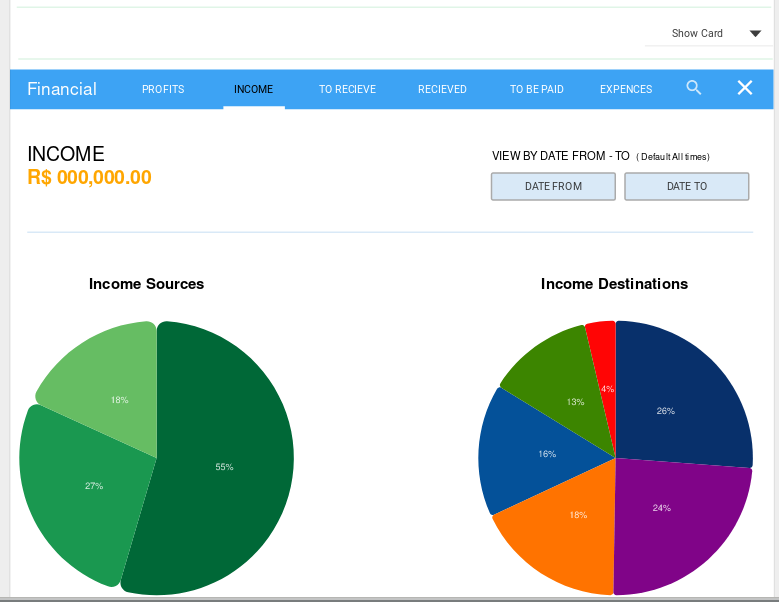 Show Card
Financial PROFITS INCOME TO RECIEVE RECIEVED TO BE PAID EXPENCES
INCOME
R$ 000,000.00
VIEW BY DATE FROM - TO ( Default All times)
DATE FROM DATE TO
Income Sources
18%
27%
55%
Income Destinations
4%
13%
26%
16%
24%
18%